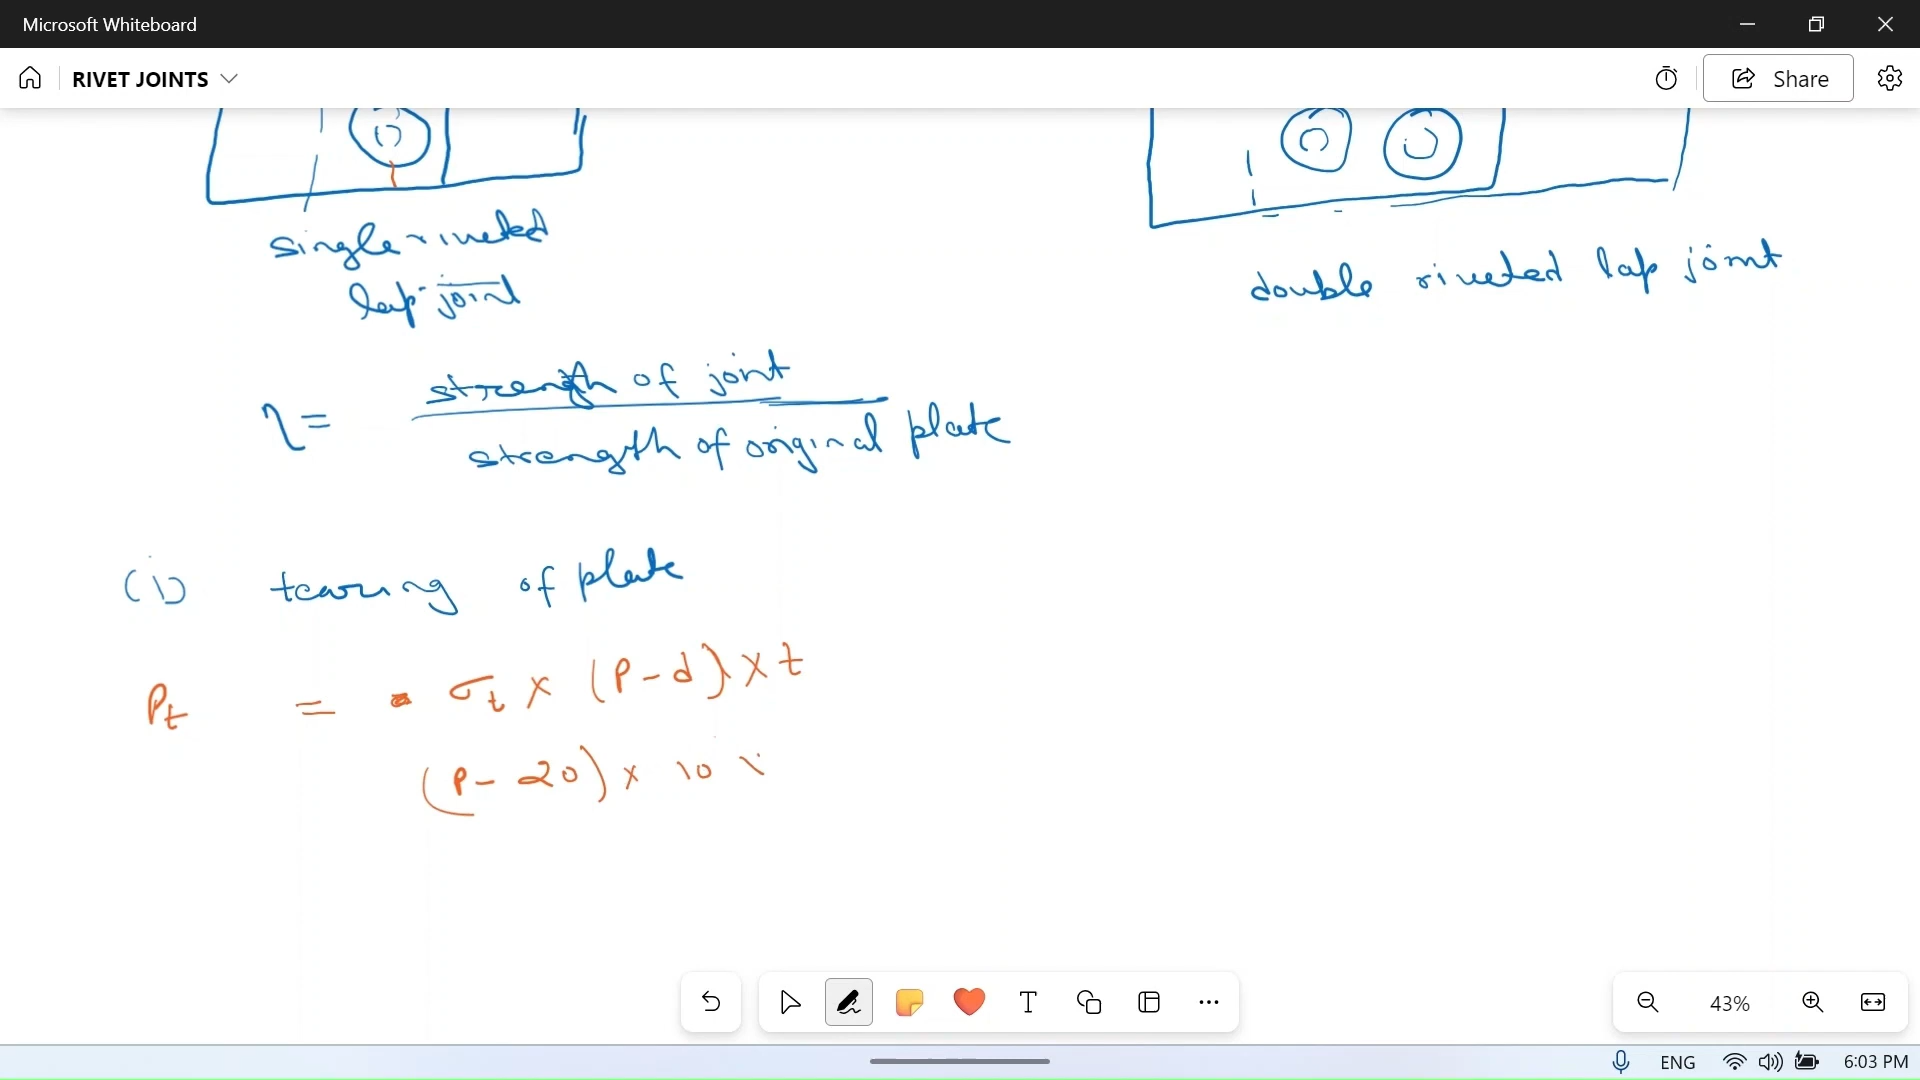 Microsoft Whiteboard
RIVET JOINTS
Share
single riveted
lap joint
double riveted lap joint
η = strength of joint
strength of original plate
(i) tearing of plate
Pt = σt × (P-d) × t
(P- 20) × 10
T
43%
ENG
6:03 PM